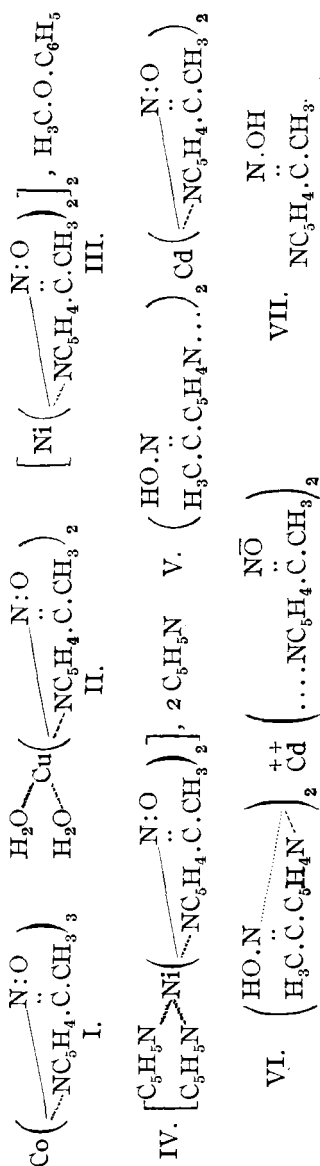 N:O H₂O N:O N:O
Co( .. )₃ Cu( .. )₂ [Ni( .. )₂]₂, H₃C.O.C₆H₅
NC₅H₄.C.CH₃ H₂O NC₅H₄.C.CH₃ NC₅H₄.C.CH₃
I. II. III.
C₅H₅N N:O HO.N N:O
IV. [ Ni( .. )₂], 2 C₅H₅N V. ( .. )₂ Cd( .. )₂
C₅H₅N NC₅H₄.C.CH₃ H₃C.C.C₅H₄N... NC₅H₄.C.CH₃
HO.N NO̅ N.OH
VI. ( .. )₂ Cd⁺⁺ ( .. )₂ VII. ..
H₃C.C.C₅H₄N ....NC₅H₄.C.CH₃ NC₅H₄.C.CH₃.